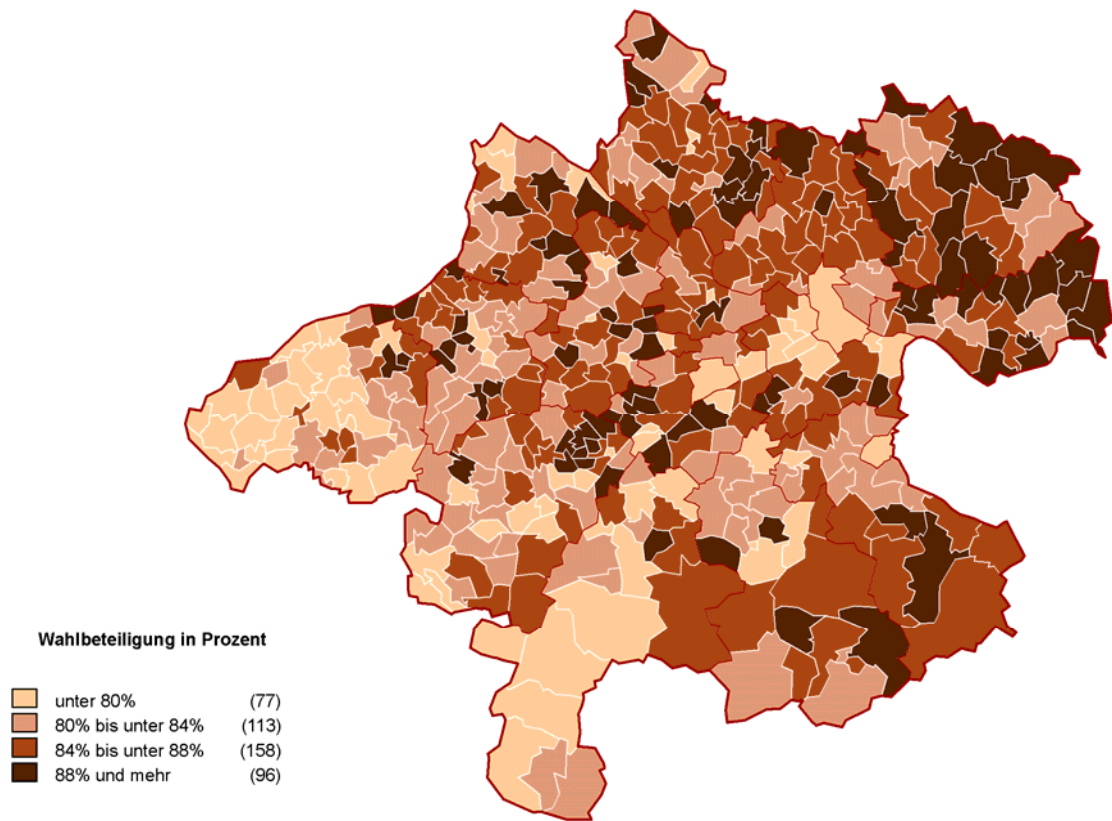 Wahlbeteiligung in Prozent
unter 80% (77)
80% bis unter 84% (113)
84% bis unter 88% (158)
88% und mehr (96)